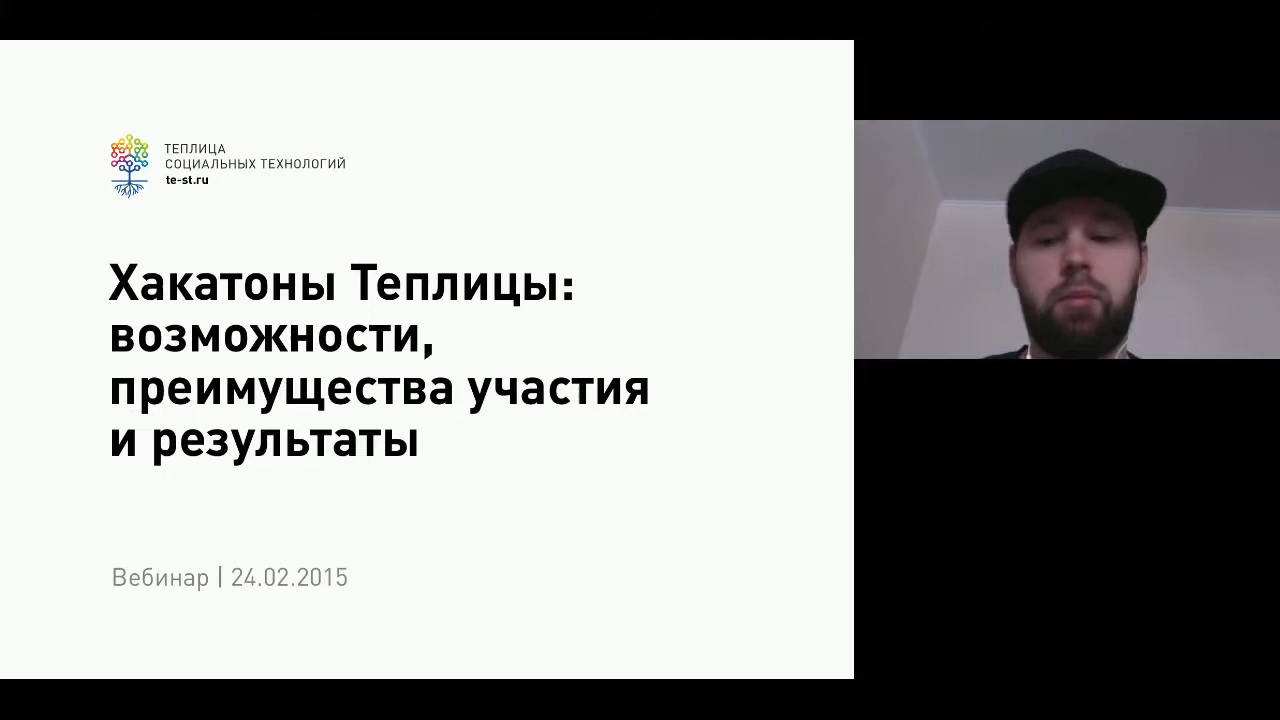 ТЕПЛИЦА
СОЦИАЛЬНЫХ ТЕХНОЛОГИЙ
te-st.ru
Хакатоны Теплицы:
возможности,
преимущества участия
и результаты
Вебинар | 24.02.2015